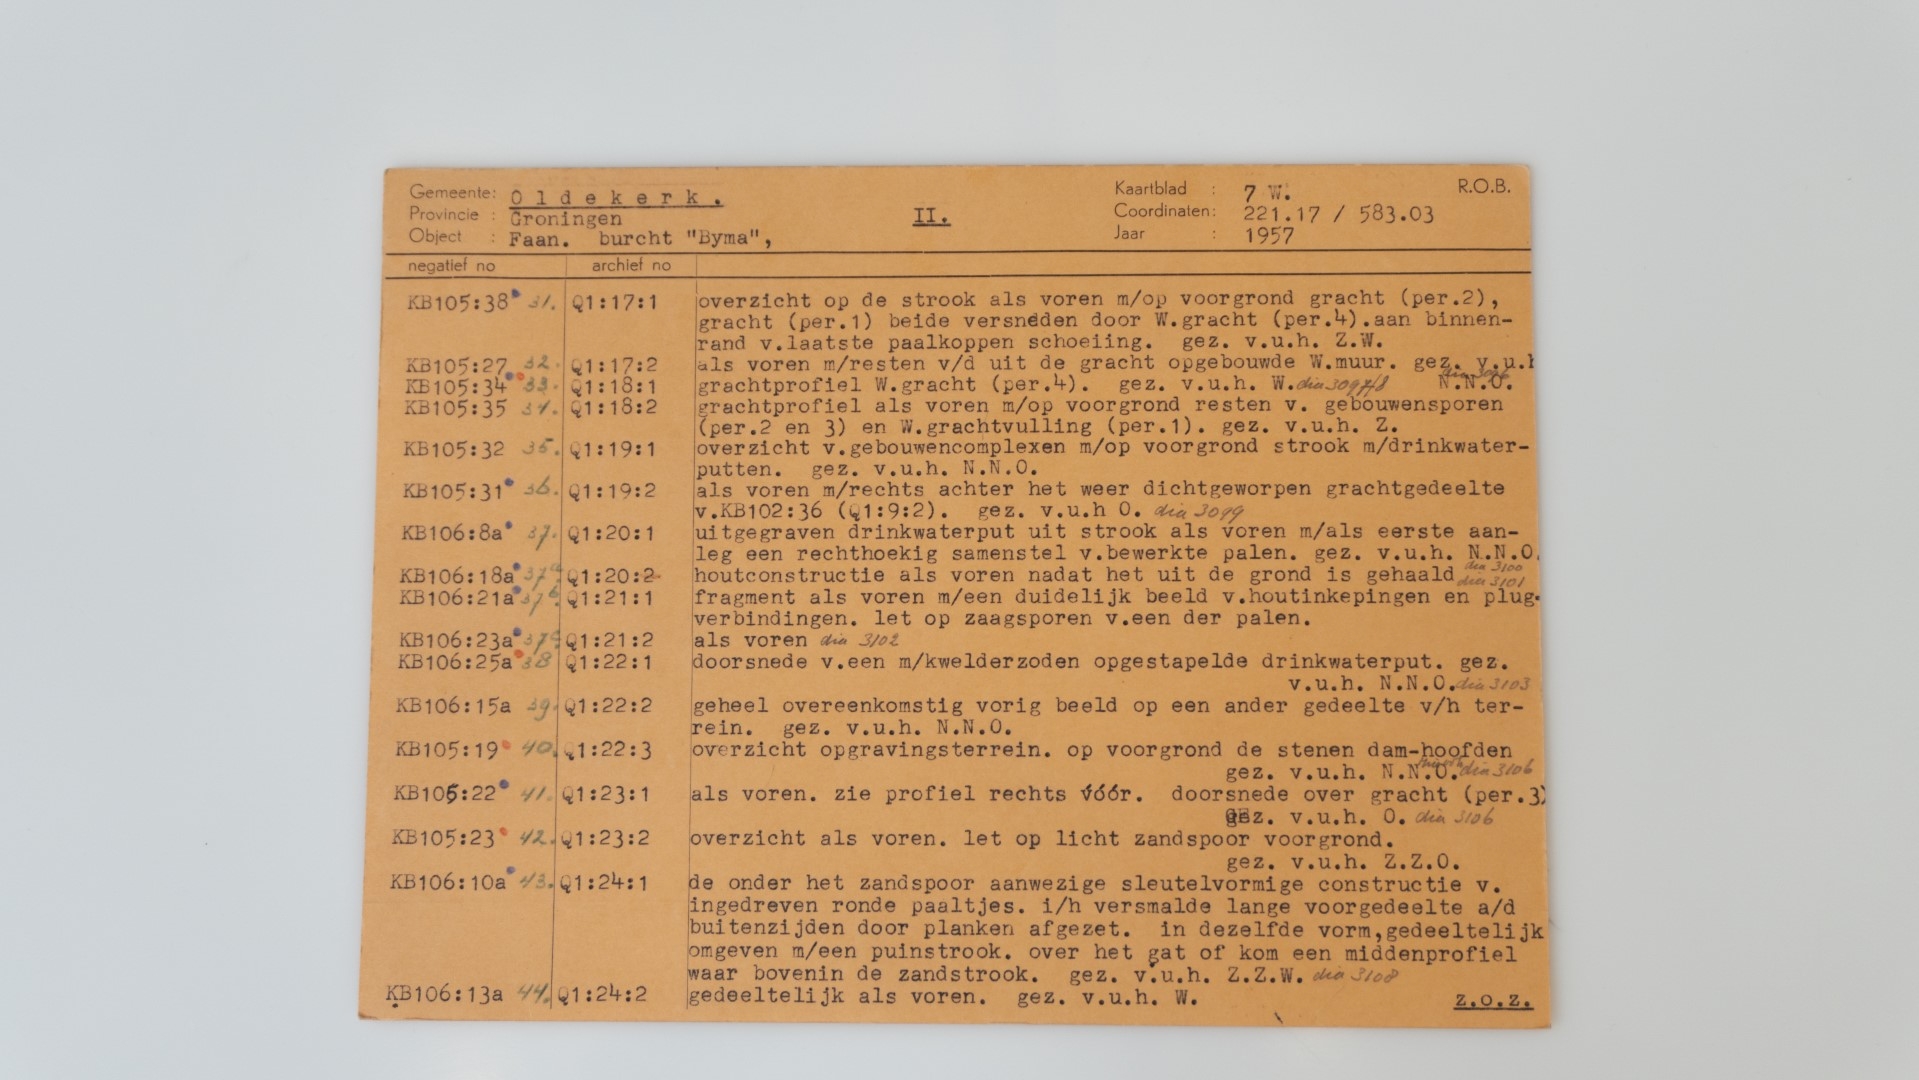 Gemeente: Oldekerk. Kaartblad : 7 W. R.O.B.
Provincie : Groningen II. Coordinaten: 221.17 / 583.03
Object : Faan. burcht "Byma", Jaar : 1957
negatief no archief no
KB105:38 31. Q1:17:1 overzicht op de strook als voren m/op voorgrond gracht (per.2),
gracht (per.1) beide versneden door W.gracht (per.4).aan binnen-
rand v.laatste paalkoppen schoeiing. gez. v.u.h. Z.W.
KB105:27 32. Q1:17:2 als voren m/resten v/d uit de gracht opgebouwde W.muur. gez. v.u.h
KB105:34 33. Q1:18:1 grachtprofiel W.gracht (per.4). gez. v.u.h. W. dia 3097/8 N.N.O.
KB105:35 34. Q1:18:2 grachtprofiel als voren m/op voorgrond resten v. gebouwensporen
(per.2 en 3) en W.grachtvulling (per.1). gez. v.u.h. Z.
KB105:32 35. Q1:19:1 overzicht v.gebouwencomplexen m/op voorgrond strook m/drinkwater-
putten. gez. v.u.h. N.N.O.
KB105:31 36. Q1:19:2 als voren m/rechts achter het weer dichtgeworpen grachtgedeelte
v.KB102:36 (Q1:9:2). gez. v.u.h O. dia 3099
KB106:8a 37. Q1:20:1 uitgegraven drinkwaterput uit strook als voren m/als eerste aan-
leg een rechthoekig samenstel v.bewerkte palen. gez. v.u.h. N.N.O.
dia 3100
KB106:18a 37a Q1:20:2 houtconstructie als voren nadat het uit de grond is gehaald dia 3101
KB106:21a 37b. Q1:21:1 fragment als voren m/een duidelijk beeld v.houtinkepingen en plug-
verbindingen. let op zaagsporen v.een der palen.
KB106:23a 37c Q1:21:2 als voren dia 3102
KB106:25a 38 Q1:22:1 doorsnede v.een m/kwelderzoden opgestapelde drinkwaterput. gez.
v.u.h. N.N.O. dia 3103
KB106:15a 39. Q1:22:2 geheel overeenkomstig vorig beeld op een ander gedeelte v/h ter-
rein. gez. v.u.h. N.N.O.
KB105:19 40. Q1:22:3 overzicht opgravingsterrein. op voorgrond de stenen dam-hoofden
gez. v.u.h. N.N.O. dia 3106
KB105:22 41. Q1:23:1 als voren. zie profiel rechts vóór. doorsnede over gracht (per.3)
gez. v.u.h. O. dia 3106
KB105:23 42. Q1:23:2 overzicht als voren. let op licht zandspoor voorgrond.
gez. v.u.h. Z.Z.O.
KB106:10a 43. Q1:24:1 de onder het zandspoor aanwezige sleutelvormige constructie v.
ingedreven ronde paaltjes. i/h versmalde lange voorgedeelte a/d
buitenzijden door planken afgezet. in dezelfde vorm,gedeeltelijk
omgeven m/een puinstrook. over het gat of kom een middenprofiel
waar bovenin de zandstrook. gez. v.u.h. Z.Z.W. dia 3108
KB106:13a 44. Q1:24:2 gedeeltelijk als voren. gez. v.u.h. W. z.o.z.